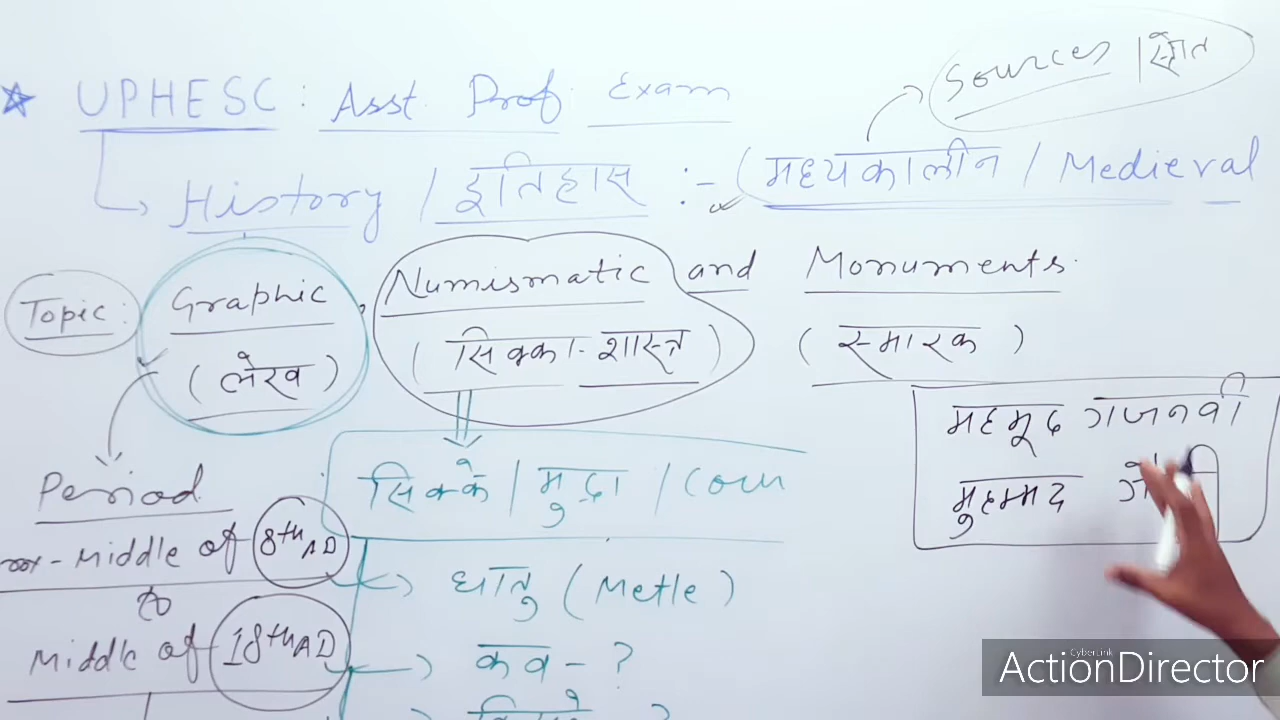 Sources / स्रोत
UPHESC: Asst. Prof. Exam
History / इतिहास :- ( मध्यकालीन / Medieval
Topic: Graphic, Numismatic and Monuments.
( लेख ) ( सिक्का-शास्त्र ) ( स्मारक )
महमूद गजनवी
मुहम्मद
Period
सिक्के / मुद्रा / Coin
- Middle of 8th AD
to
Middle of 18th AD
धातु ( Metle )
कब - ?
CyberLink
ActionDirector